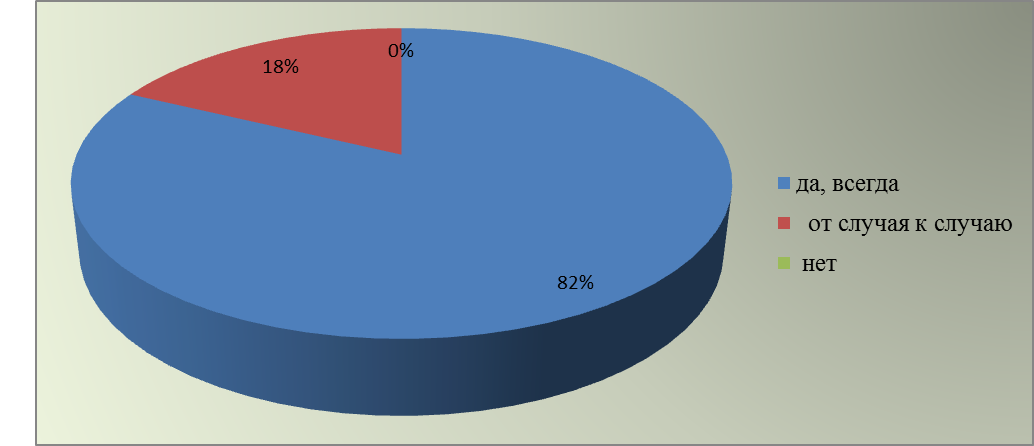 0%
18%
82%
да, всегда
от случая к случаю
нет